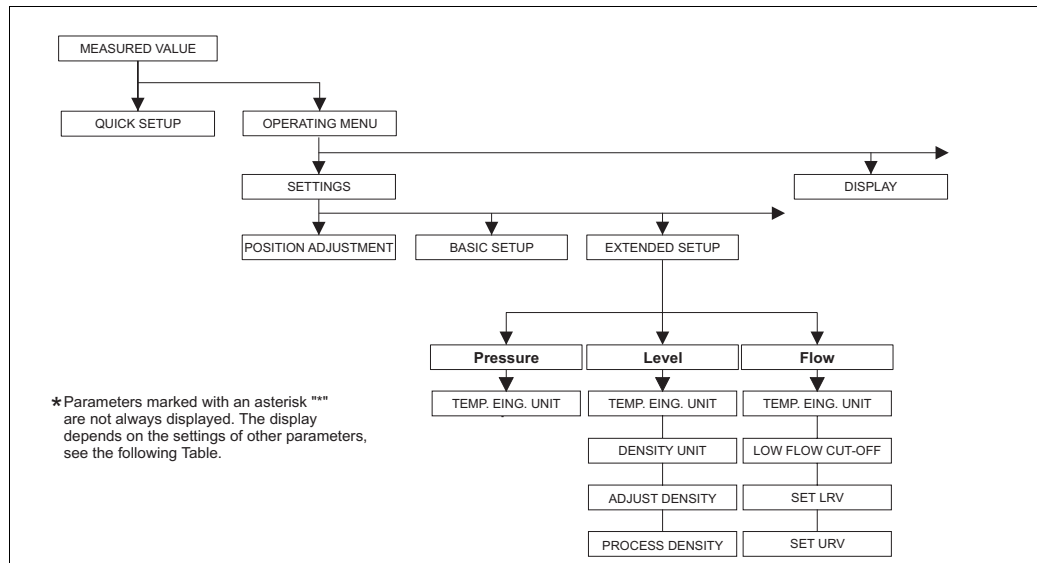 MEASURED VALUE
QUICK SETUP
OPERATING MENU
SETTINGS
DISPLAY
POSITION ADJUSTMENT
BASIC SETUP
EXTENDED SETUP
Pressure
Level
Flow
TEMP. EING. UNIT
TEMP. EING. UNIT
TEMP. EING. UNIT
DENSITY UNIT
LOW FLOW CUT-OFF
ADJUST DENSITY
SET LRV
PROCESS DENSITY
SET URV
*Parameters marked with an asterisk "*"
are not always displayed. The display
depends on the settings of other parameters,
see the following Table.